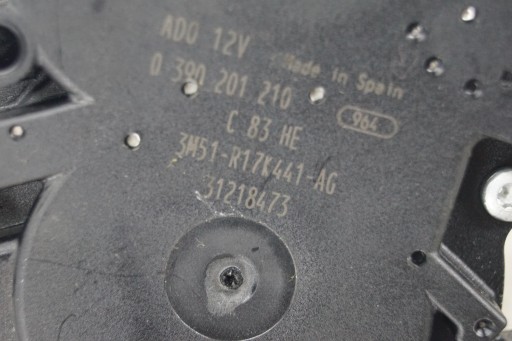 ADO 12V
Made in Spain
0 390 201 210
964
C 83 HE
3M51-R17K441-AG
31218473